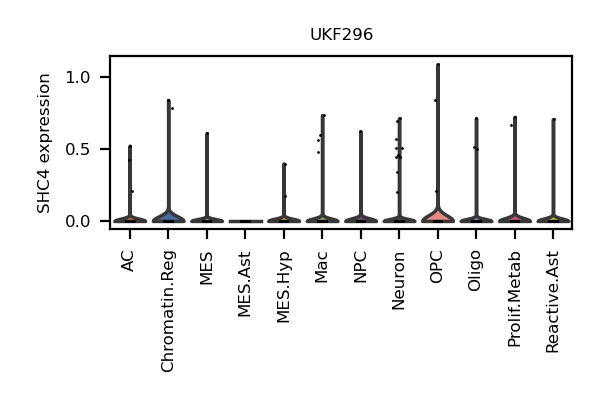 UKF296
SHC4 expression
1.0
0.5
0.0
AC
Chromatin.Reg
MES
MES.Ast
MES.Hyp
Mac
NPC
Neuron
OPC
Oligo
Prolif.Metab
Reactive.Ast